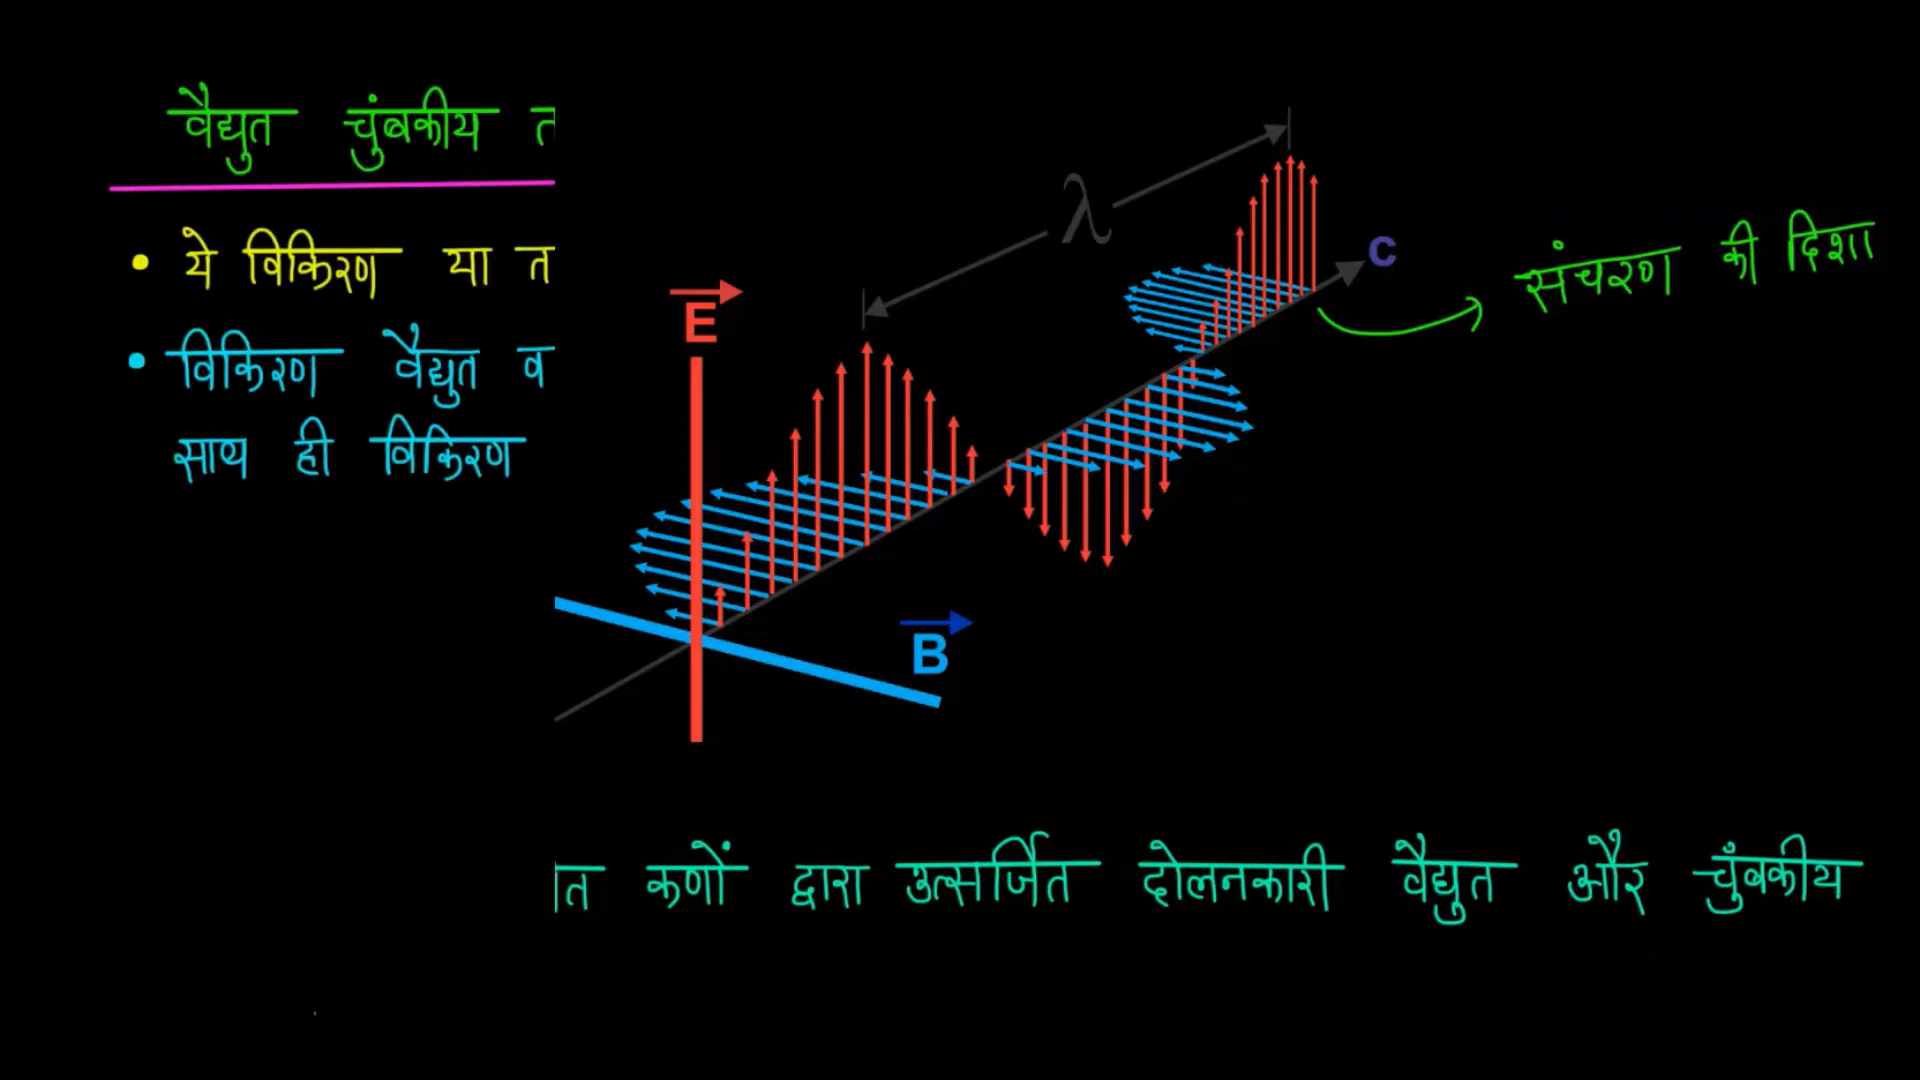 वैद्युत चुंबकीय त
ये विकिरण या त
विकिरण वैद्युत व
साथ ही विकिरण
λ
E
c
संचरण की दिशा
B
त कणों द्वारा उत्सर्जित दोलनकारी वैद्युत और चुंबकीय